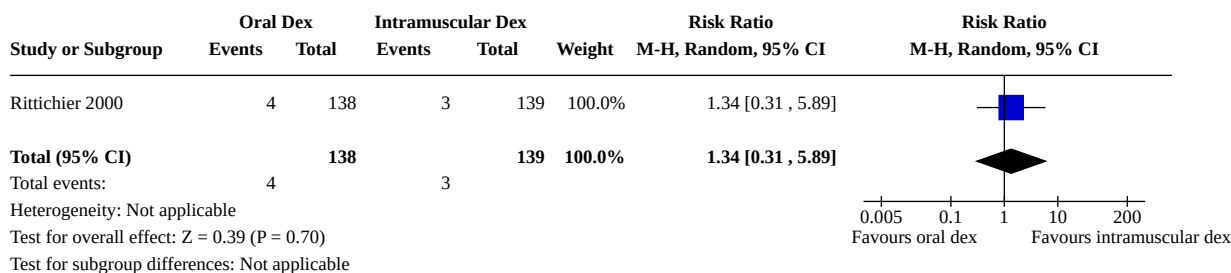 Oral Dex Intramuscular Dex Risk Ratio Risk Ratio
Study or Subgroup Events Total Events Total Weight M-H, Random, 95% CI M-H, Random, 95% CI
Rittichier 2000 4 138 3 139 100.0% 1.34 [0.31 , 5.89]
Total (95% CI) 138 139 100.0% 1.34 [0.31 , 5.89]
Total events: 4 3
Heterogeneity: Not applicable
0.005 0.1 1 10 200
Test for overall effect: Z = 0.39 (P = 0.70)
Favours oral dex Favours intramuscular dex
Test for subgroup differences: Not applicable